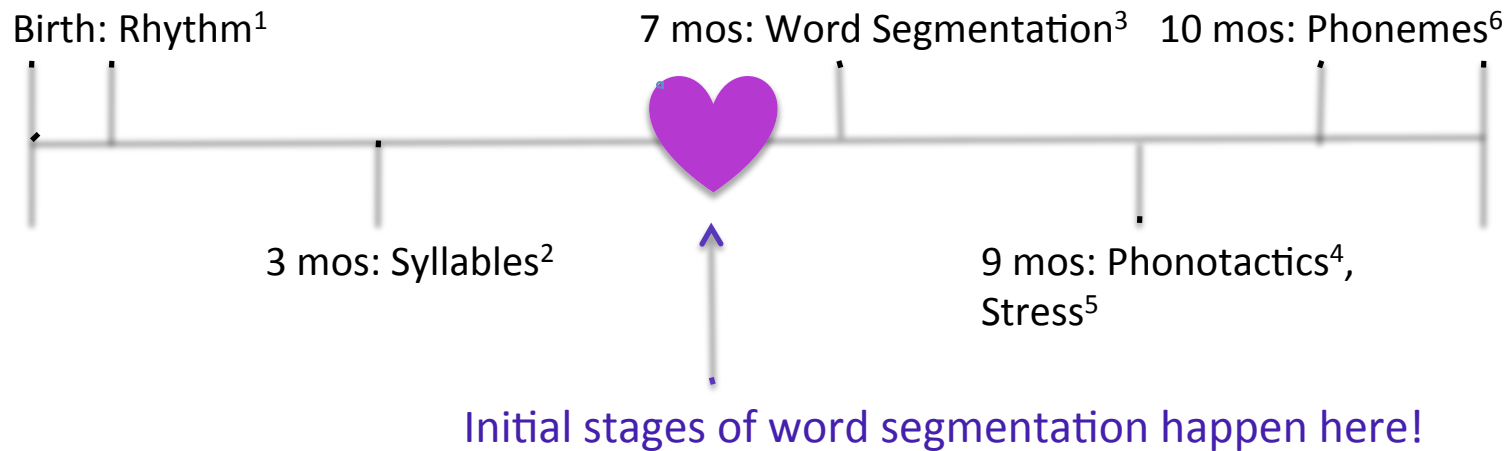 Birth: Rhythm¹
7 mos: Word Segmentation³
10 mos: Phonemes⁶
3 mos: Syllables²
9 mos: Phonotactics⁴,
Stress⁵
Initial stages of word segmentation happen here!